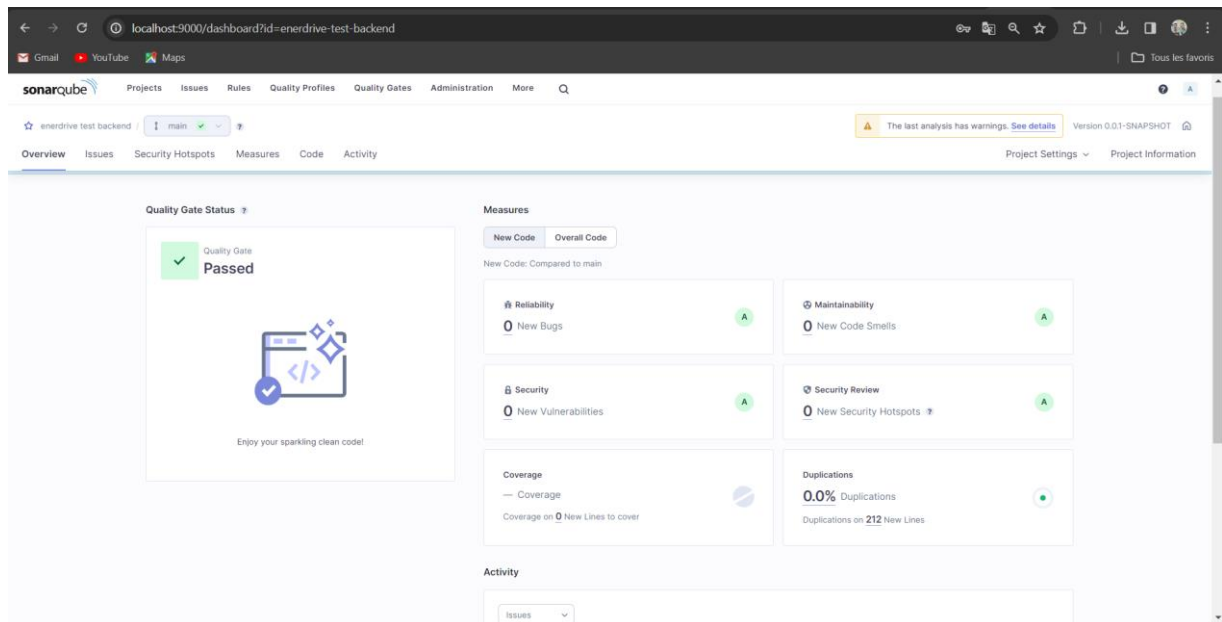 localhost:9000/dashboard?id=enerdrive-test-backend
Gmail YouTube Maps Tous les favoris
sonarqube Projects Issues Rules Quality Profiles Quality Gates Administration More ? A
enerdrive test backend / main ? The last analysis has warnings. See details Version 0.0.1-SNAPSHOT
Overview Issues Security Hotspots Measures Code Activity Project Settings Project Information
Quality Gate Status ? Measures
New Code Overall Code
Quality Gate
Passed
New Code: Compared to main
Reliability
0 New Bugs A
Maintainability
0 New Code Smells A
Security
0 New Vulnerabilities A
Security Review
0 New Security Hotspots ? A
Enjoy your sparkling clean code!
Coverage
— Coverage
Coverage on 0 New Lines to cover
Duplications
0.0% Duplications
Duplications on 212 New Lines
Activity
Issues